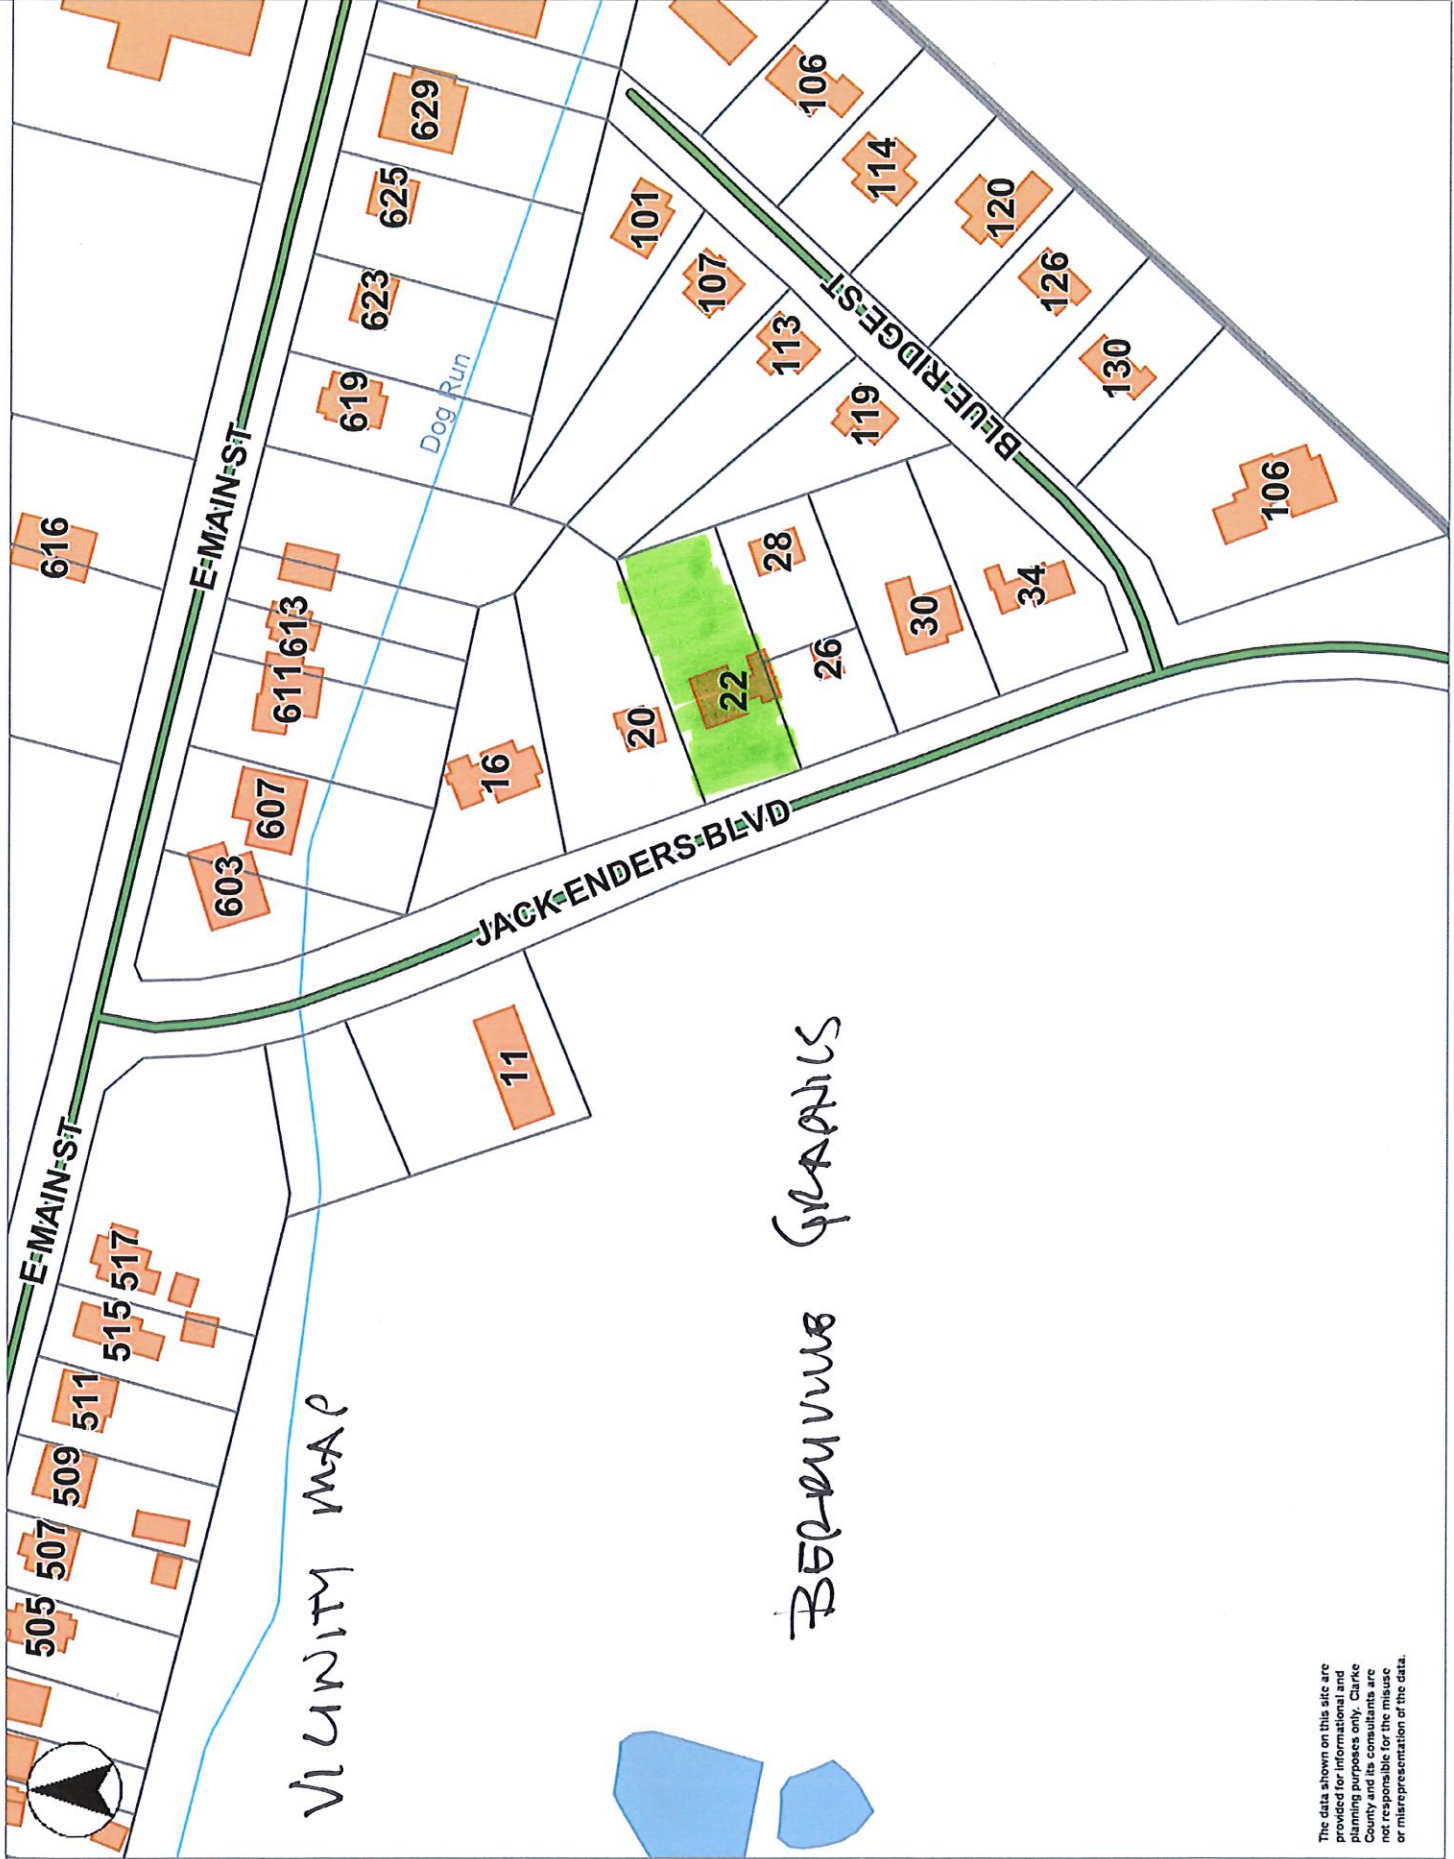 616
629
625
623
619
613
611
607
603
E-MAIN-ST
E-MAIN-ST
517
515
511
509
507
505
Dog Run
106
114
120
126
130
106
101
107
113
119
BLUE-RIDGE-ST
28
34
30
26
22
20
16
JACK-ENDERS-BLVD
11
VICINITY MAP
BERRYVILLE GRAPHICS
The data shown on this site are
provided for informational and
planning purposes only. Clarke
County and its consultants are
not responsible for the misuse
or misrepresentation of the data.